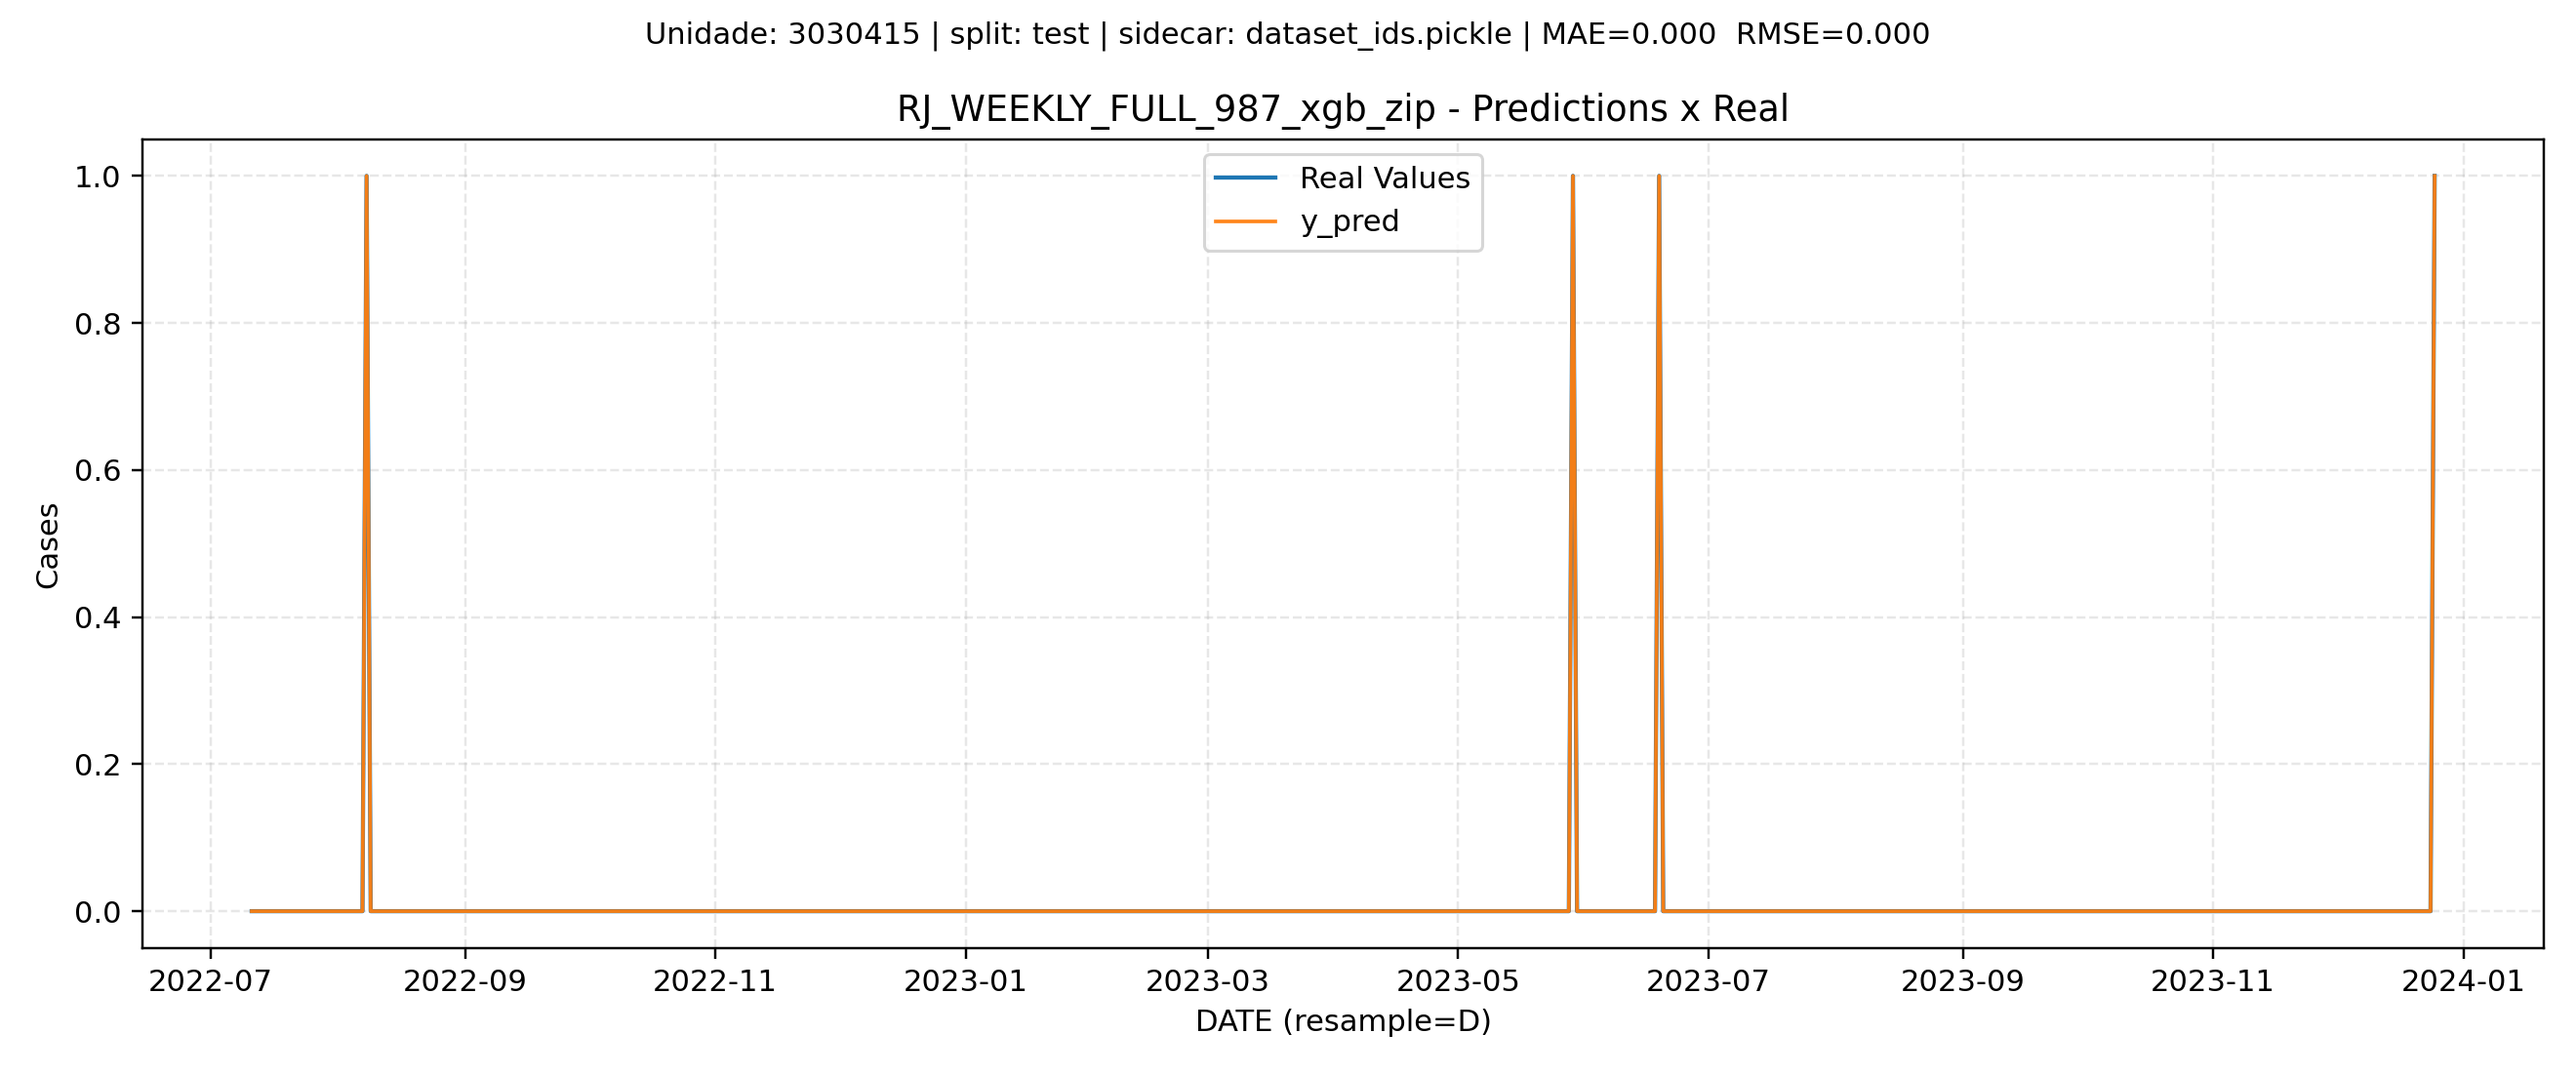 Unidade: 3030415 | split: test | sidecar: dataset_ids.pickle | MAE=0.000  RMSE=0.000
RJ_WEEKLY_FULL_987_xgb_zip - Predictions x Real
Real Values
y_pred
1.0
0.8
0.6
0.4
0.2
0.0
Cases
2022-07
2022-09
2022-11
2023-01
2023-03
2023-05
2023-07
2023-09
2023-11
2024-01
DATE (resample=D)